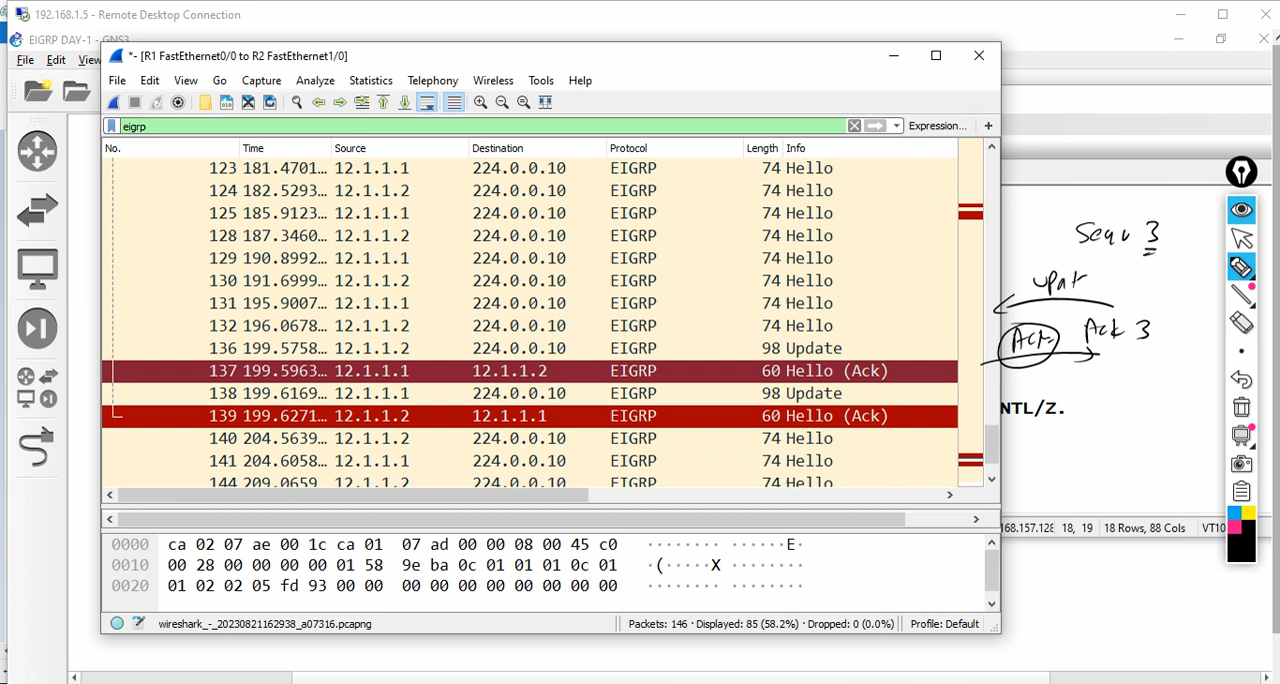 192.168.1.5 - Remote Desktop Connection
EIGRP DAY-1 - GNS3
File Edit View
*- [R1 FastEthernet0/0 to R2 FastEthernet1/0]
File Edit View Go Capture Analyze Statistics Telephony Wireless Tools Help
eigrp Expression... +
No. Time Source Destination Protocol Length Info
123 181.4701... 12.1.1.1 224.0.0.10 EIGRP 74 Hello
124 182.5293... 12.1.1.2 224.0.0.10 EIGRP 74 Hello
125 185.9123... 12.1.1.1 224.0.0.10 EIGRP 74 Hello
128 187.3460... 12.1.1.2 224.0.0.10 EIGRP 74 Hello
129 190.8992... 12.1.1.1 224.0.0.10 EIGRP 74 Hello
130 191.6999... 12.1.1.2 224.0.0.10 EIGRP 74 Hello
131 195.9007... 12.1.1.1 224.0.0.10 EIGRP 74 Hello
132 196.0678... 12.1.1.2 224.0.0.10 EIGRP 74 Hello
136 199.5758... 12.1.1.2 224.0.0.10 EIGRP 98 Update
137 199.5963... 12.1.1.1 12.1.1.2 EIGRP 60 Hello (Ack)
138 199.6169... 12.1.1.1 224.0.0.10 EIGRP 98 Update
139 199.6271... 12.1.1.2 12.1.1.1 EIGRP 60 Hello (Ack)
140 204.5639... 12.1.1.2 224.0.0.10 EIGRP 74 Hello
141 204.6058... 12.1.1.1 224.0.0.10 EIGRP 74 Hello
144 209.0659... 12.1.1.2 224.0.0.10 EIGRP 74 Hello
0000 ca 02 07 ae 00 1c ca 01 07 ad 00 00 08 00 45 c0 ········ ······E·
0010 00 28 00 00 00 00 01 58 9e ba 0c 01 01 01 0c 01 ·(·····X ········
0020 01 02 02 05 fd 93 00 00 00 00 00 00 00 00 00 00 ········ ········
wireshark_-_20230821162938_a07316.pcapng Packets: 146 · Displayed: 85 (58.2%) · Dropped: 0 (0.0%) Profile: Default
3
Ack Ack 3
NTL/Z.
168.157.128 18, 19 18 Rows, 88 Cols VT10